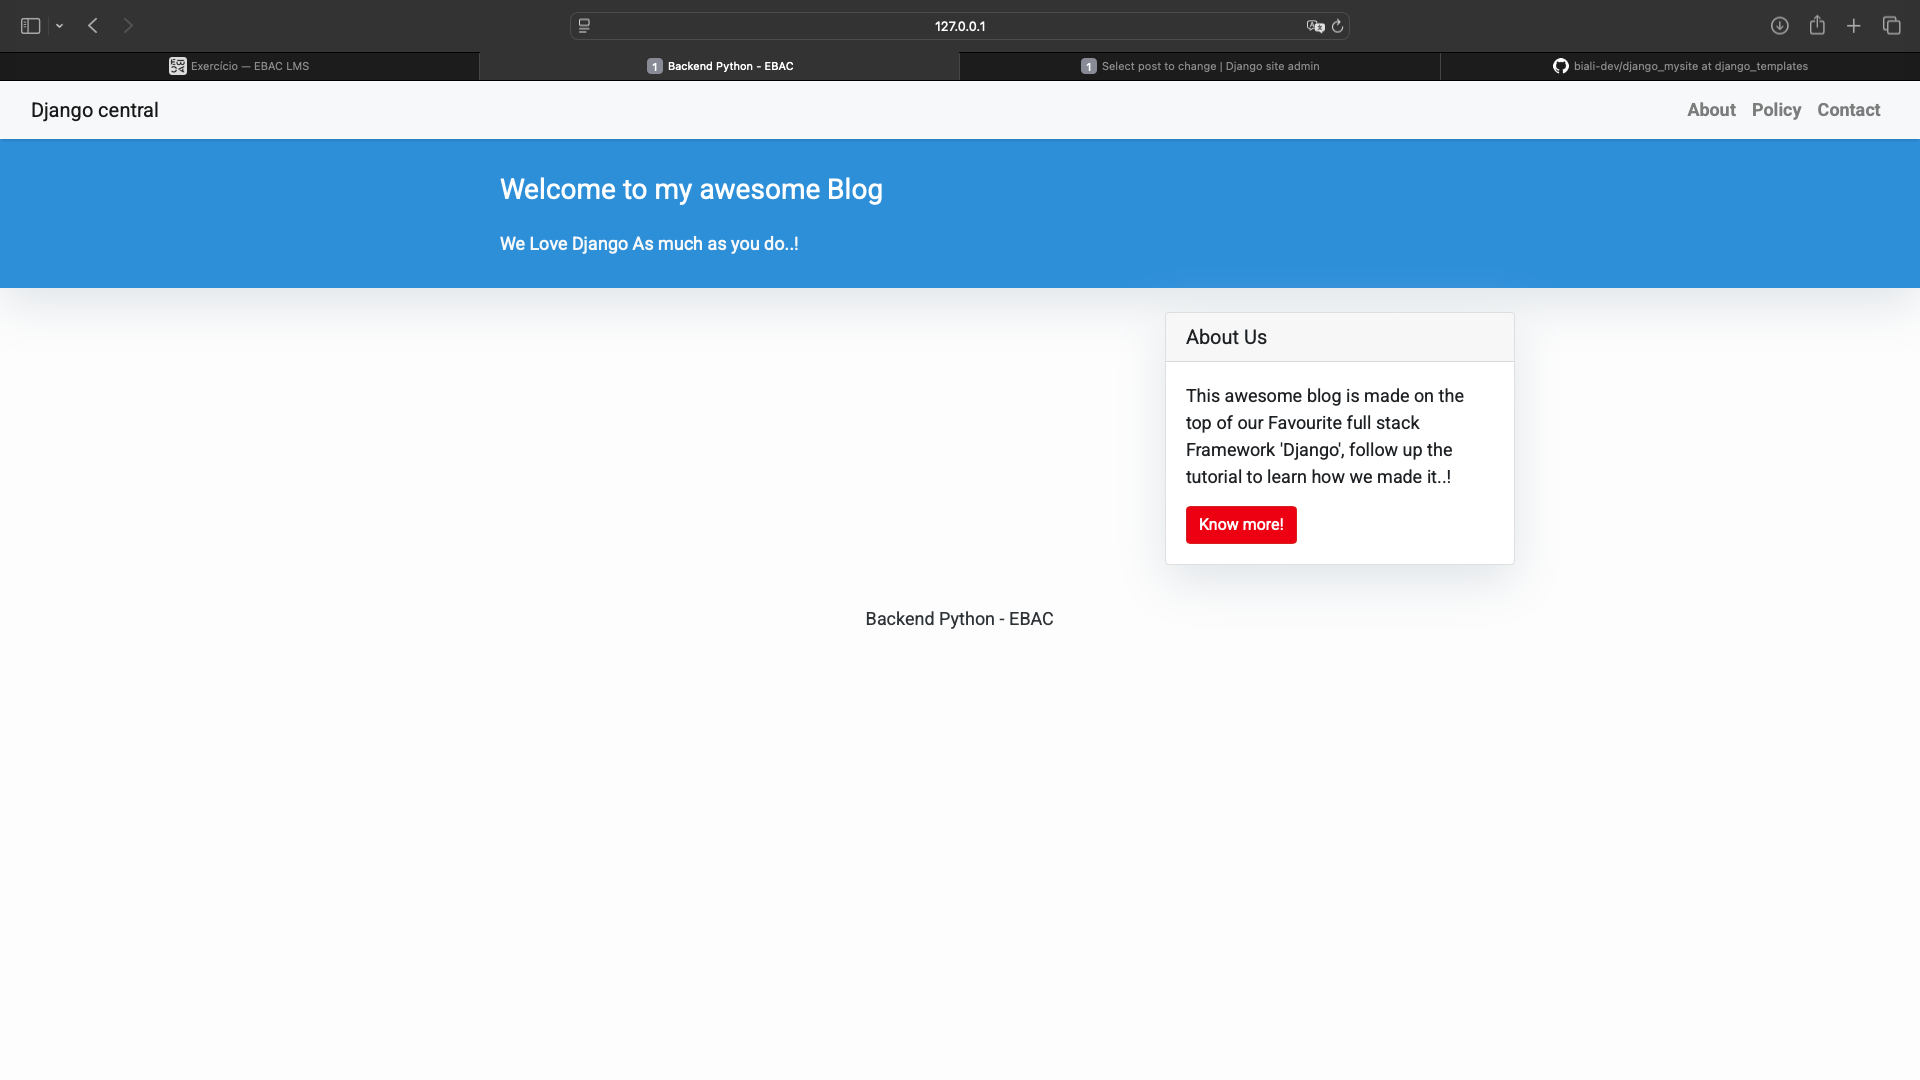 127.0.0.1
Exercício — EBAC LMS
1 Backend Python - EBAC
1 Select post to change | Django site admin
biali-dev/django_mysite at django_templates
Django central
About Policy Contact
Welcome to my awesome Blog
We Love Django As much as you do..!
About Us
This awesome blog is made on the
top of our Favourite full stack
Framework 'Django', follow up the
tutorial to learn how we made it..!
Know more!
Backend Python - EBAC